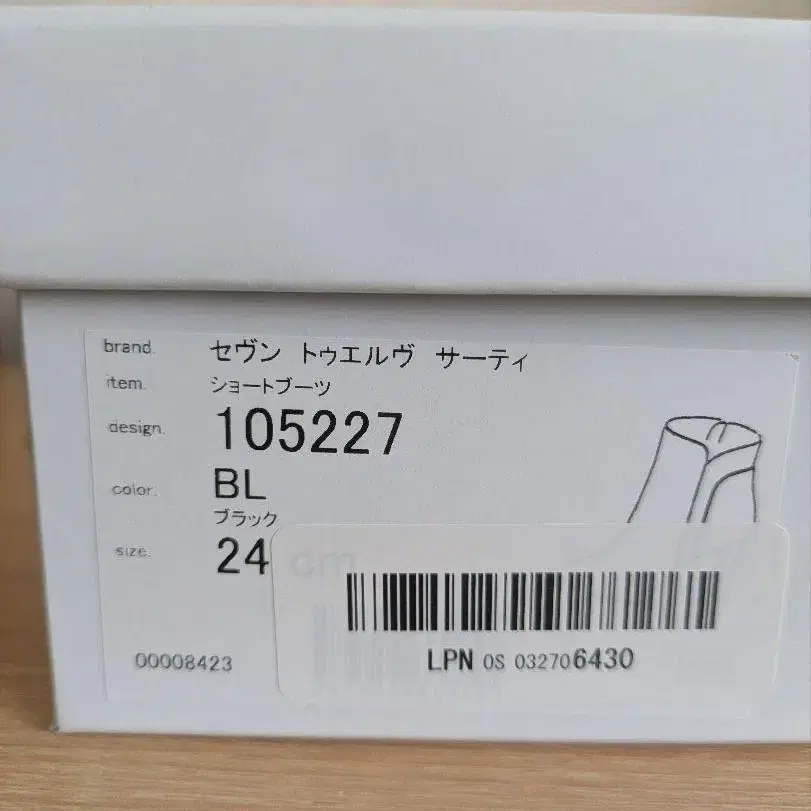 brand. セヴン トゥエルヴ サーティ
item. ショートブーツ
design. 105227
color. BL
ブラック
size. 24 cm
00008423
LPN OS 032706430